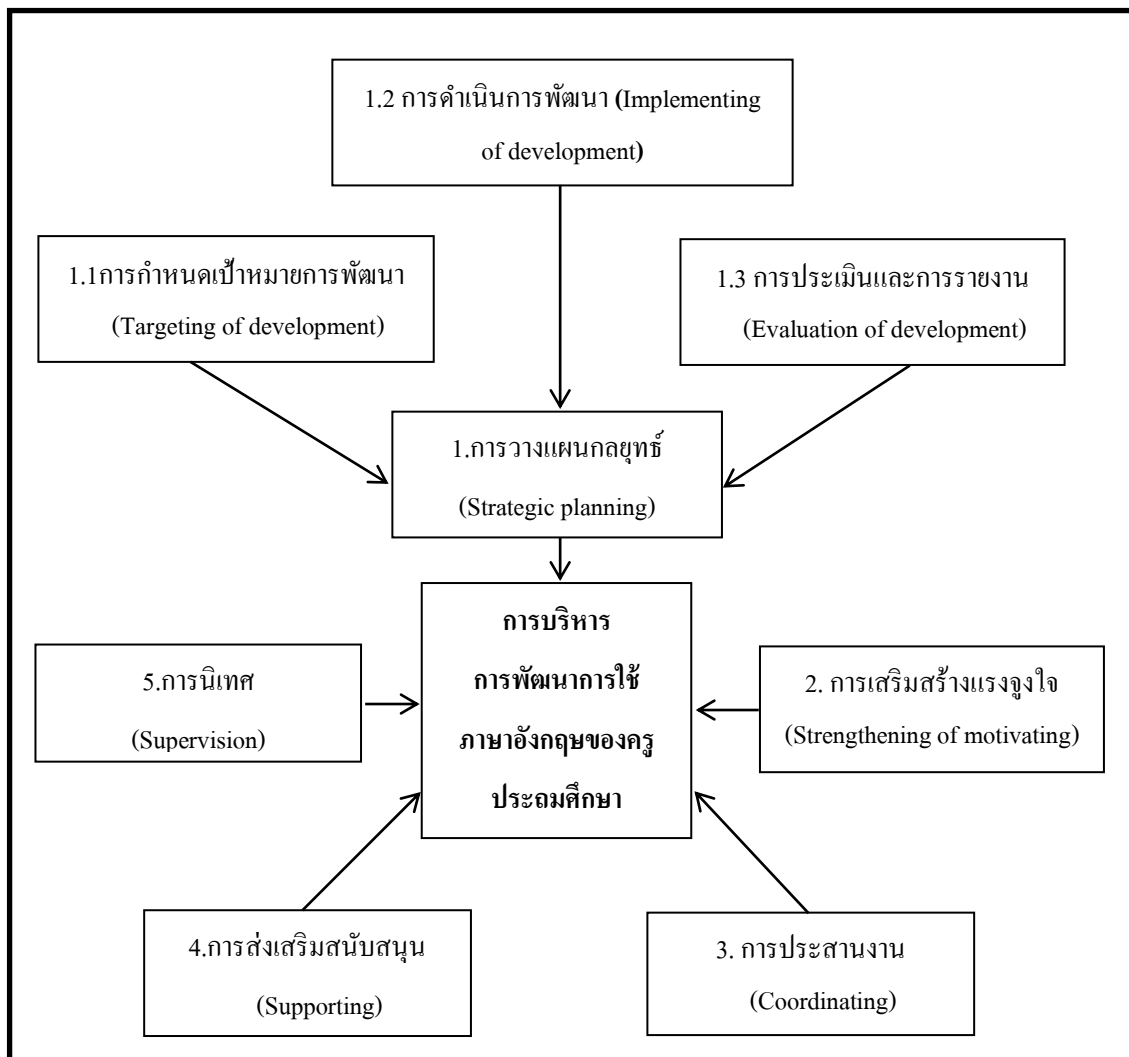 1.2 การดำเนินการพัฒนา (Implementing
of development)
1.1การกำหนดเป้าหมายการพัฒนา
(Targeting of development)
1.3 การประเมินและการรายงาน
(Evaluation of development)
1.การวางแผนกลยุทธ์
(Strategic planning)
การบริหาร
การพัฒนาการใช้
ภาษาอังกฤษของครู
ประถมศึกษา
5.การนิเทศ
(Supervision)
2. การเสริมสร้างแรงจูงใจ
(Strengthening of motivating)
4.การส่งเสริมสนับสนุน
(Supporting)
3. การประสานงาน
(Coordinating)